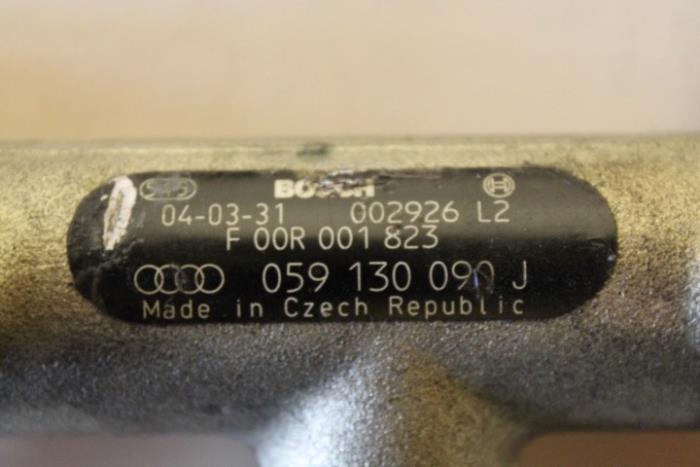 BOSCH
04-03-31 002926 L2
F 00R 001 823
059 130 090 J
Made in Czech Republic